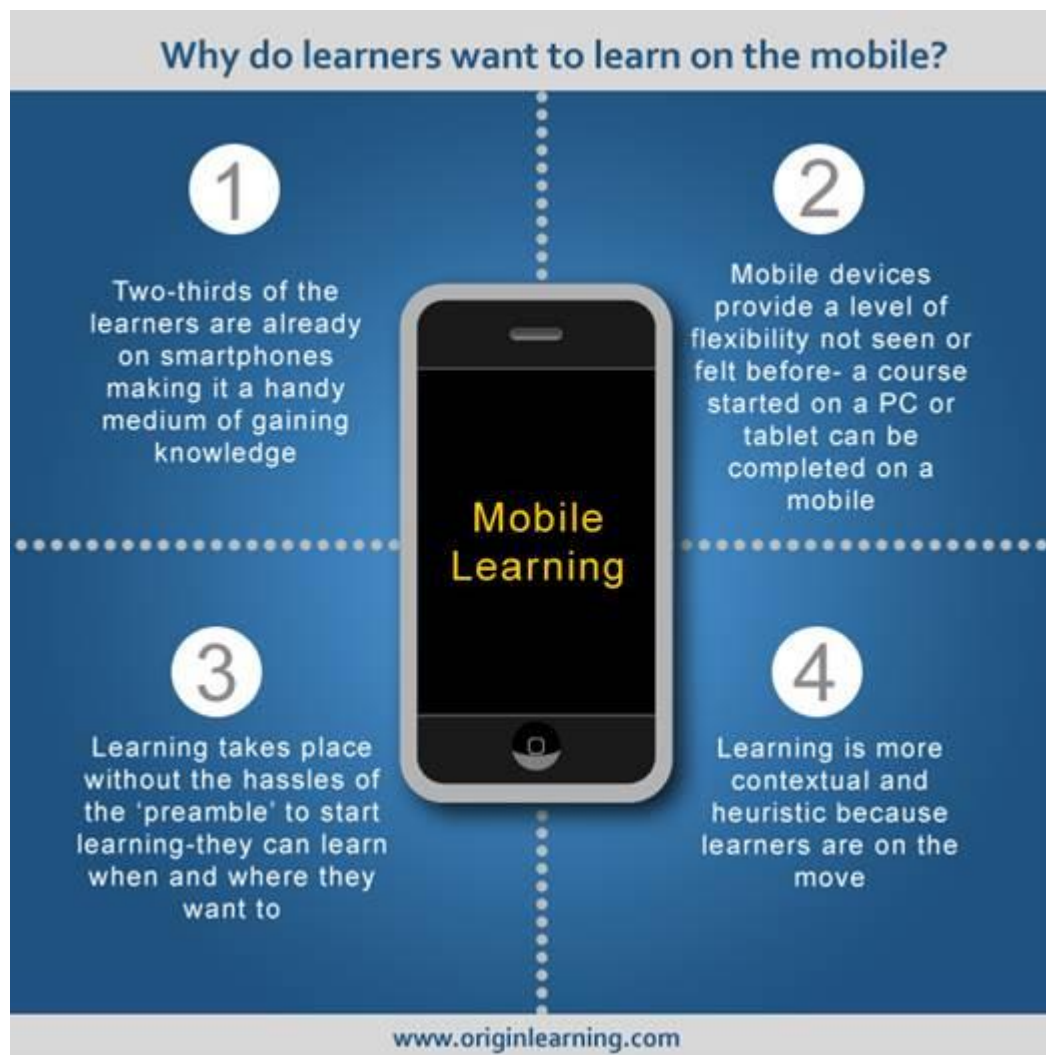 Why do learners want to learn on the mobile?
1
Two-thirds of the
learners are already
on smartphones
making it a handy
medium of gaining
knowledge
2
Mobile devices
provide a level of
flexibility not seen or
felt before- a course
started on a PC or
tablet can be
completed on a
mobile
Mobile
Learning
3
Learning takes place
without the hassles of
the ‘preamble’ to start
learning-they can learn
when and where they
want to
4
Learning is more
contextual and
heuristic because
learners are on the
move
www.originlearning.com